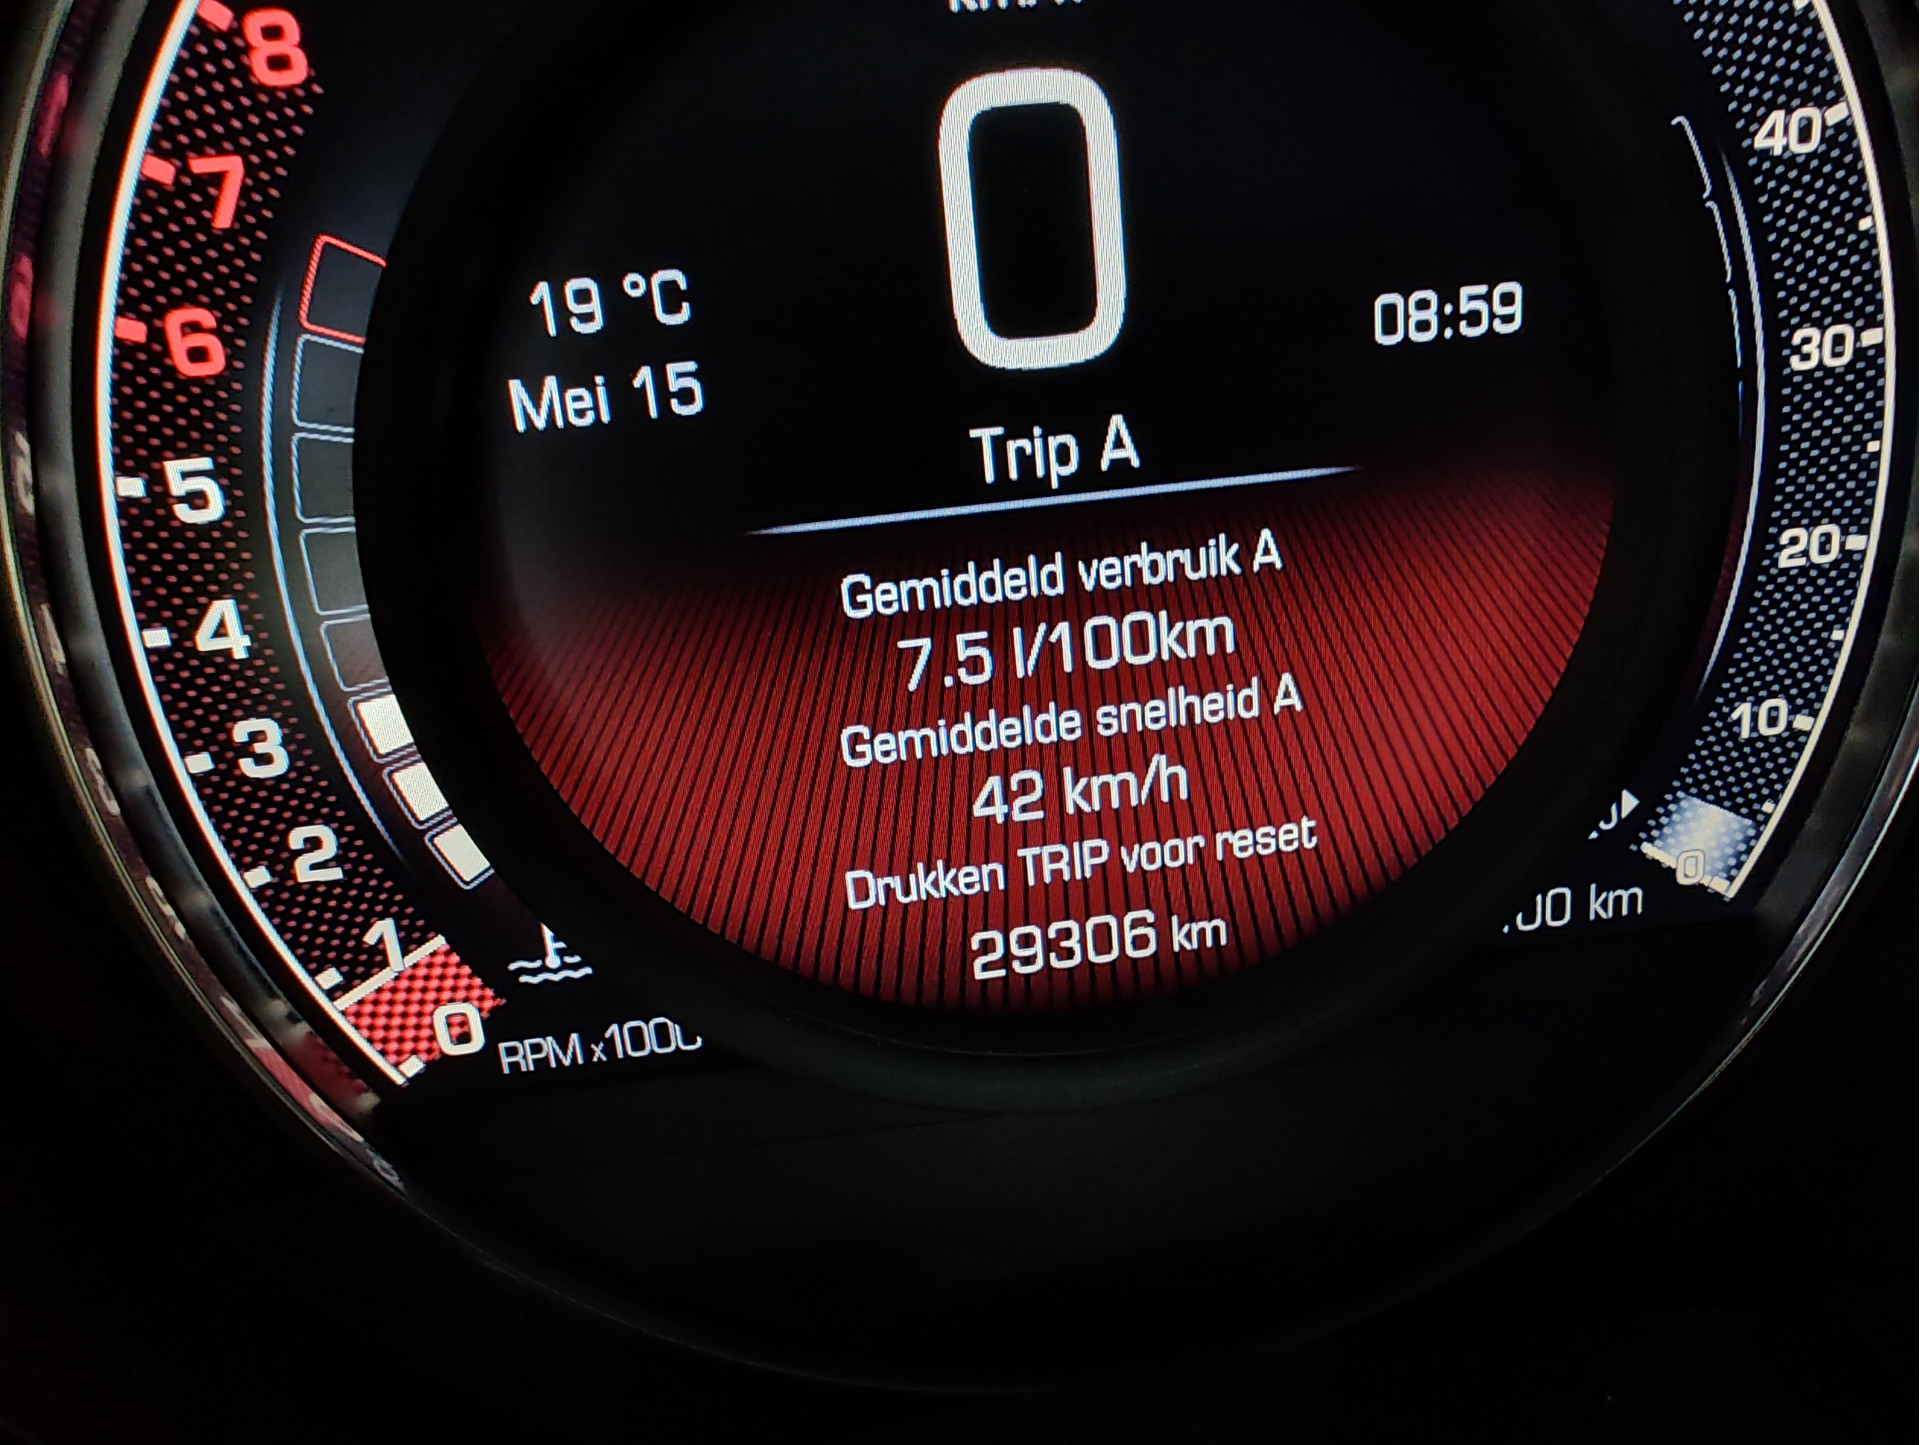 8
7
6
5
4
3
2
1
0
RPM x1000
0
19 °C
Mei 15
08:59
Trip A
Gemiddeld verbruik A
7.5 l/100km
Gemiddelde snelheid A
42 km/h
Drukken TRIP voor reset
29306 km
40
30
20
10
0
km